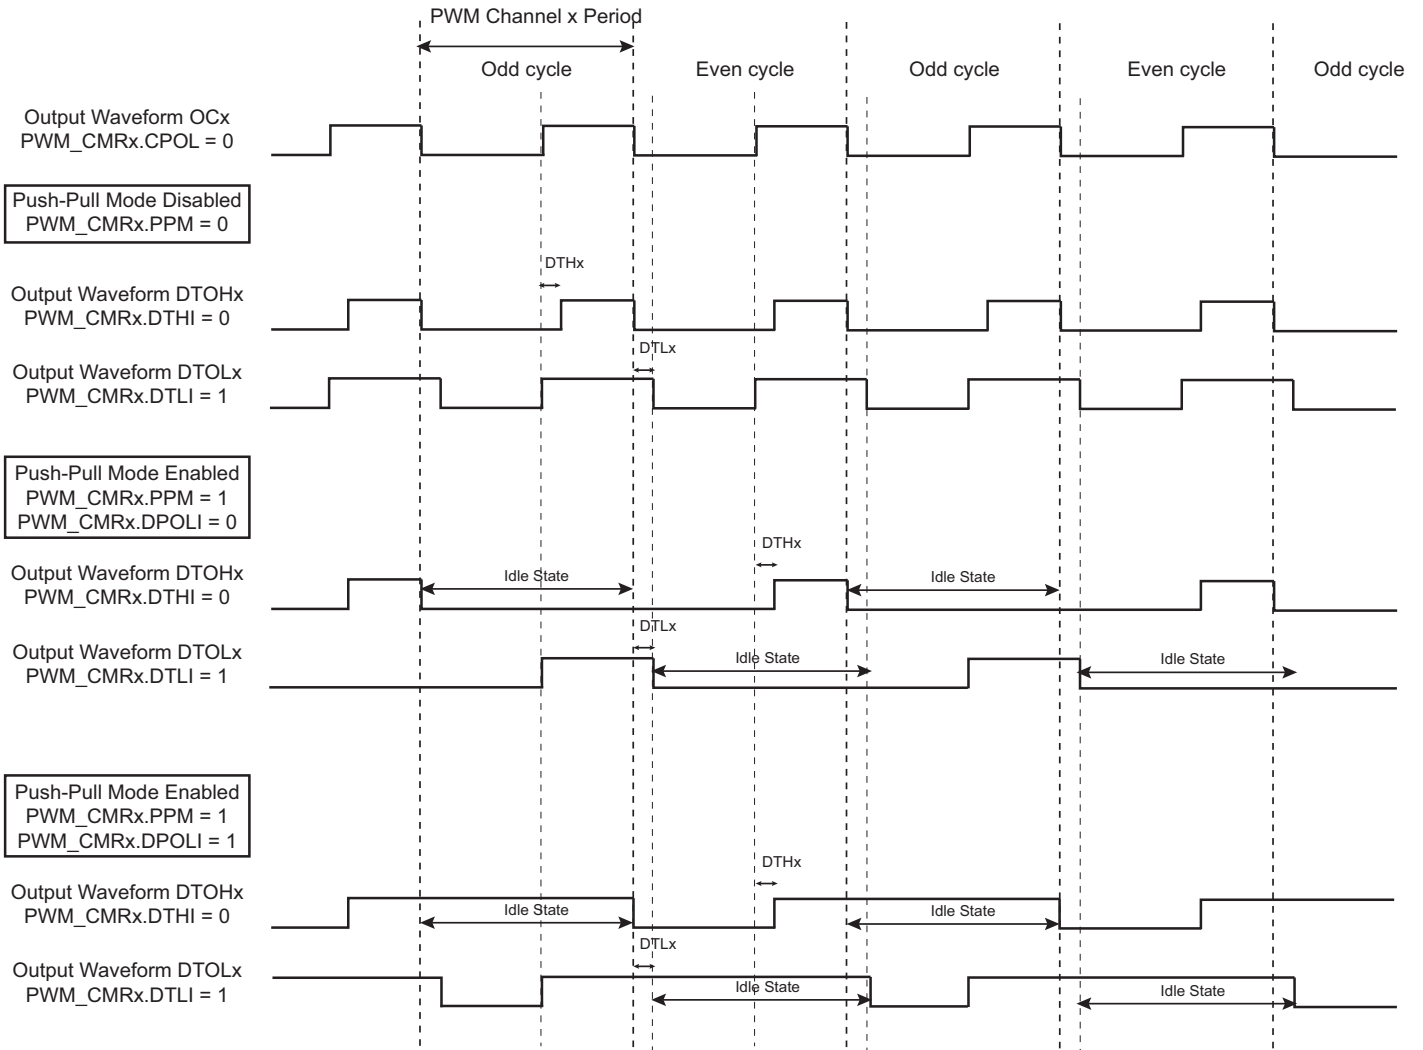 PWM Channel x Period
Odd cycle
Even cycle
Odd cycle
Even cycle
Odd cycle
Output Waveform OCx
PWM_CMRx.CPOL = 0
Push-Pull Mode Disabled
PWM_CMRx.PPM = 0
DTHx
Output Waveform DTOHx
PWM_CMRx.DTHI = 0
DTLx
Output Waveform DTOLx
PWM_CMRx.DTLI = 1
Push-Pull Mode Enabled
PWM_CMRx.PPM = 1
PWM_CMRx.DPOLI = 0
DTHx
Output Waveform DTOHx
PWM_CMRx.DTHI = 0
Idle State
Idle State
DTLx
Output Waveform DTOLx
PWM_CMRx.DTLI = 1
Idle State
Idle State
Push-Pull Mode Enabled
PWM_CMRx.PPM = 1
PWM_CMRx.DPOLI = 1
DTHx
Output Waveform DTOHx
PWM_CMRx.DTHI = 0
Idle State
Idle State
DTLx
Output Waveform DTOLx
PWM_CMRx.DTLI = 1
Idle State
Idle State